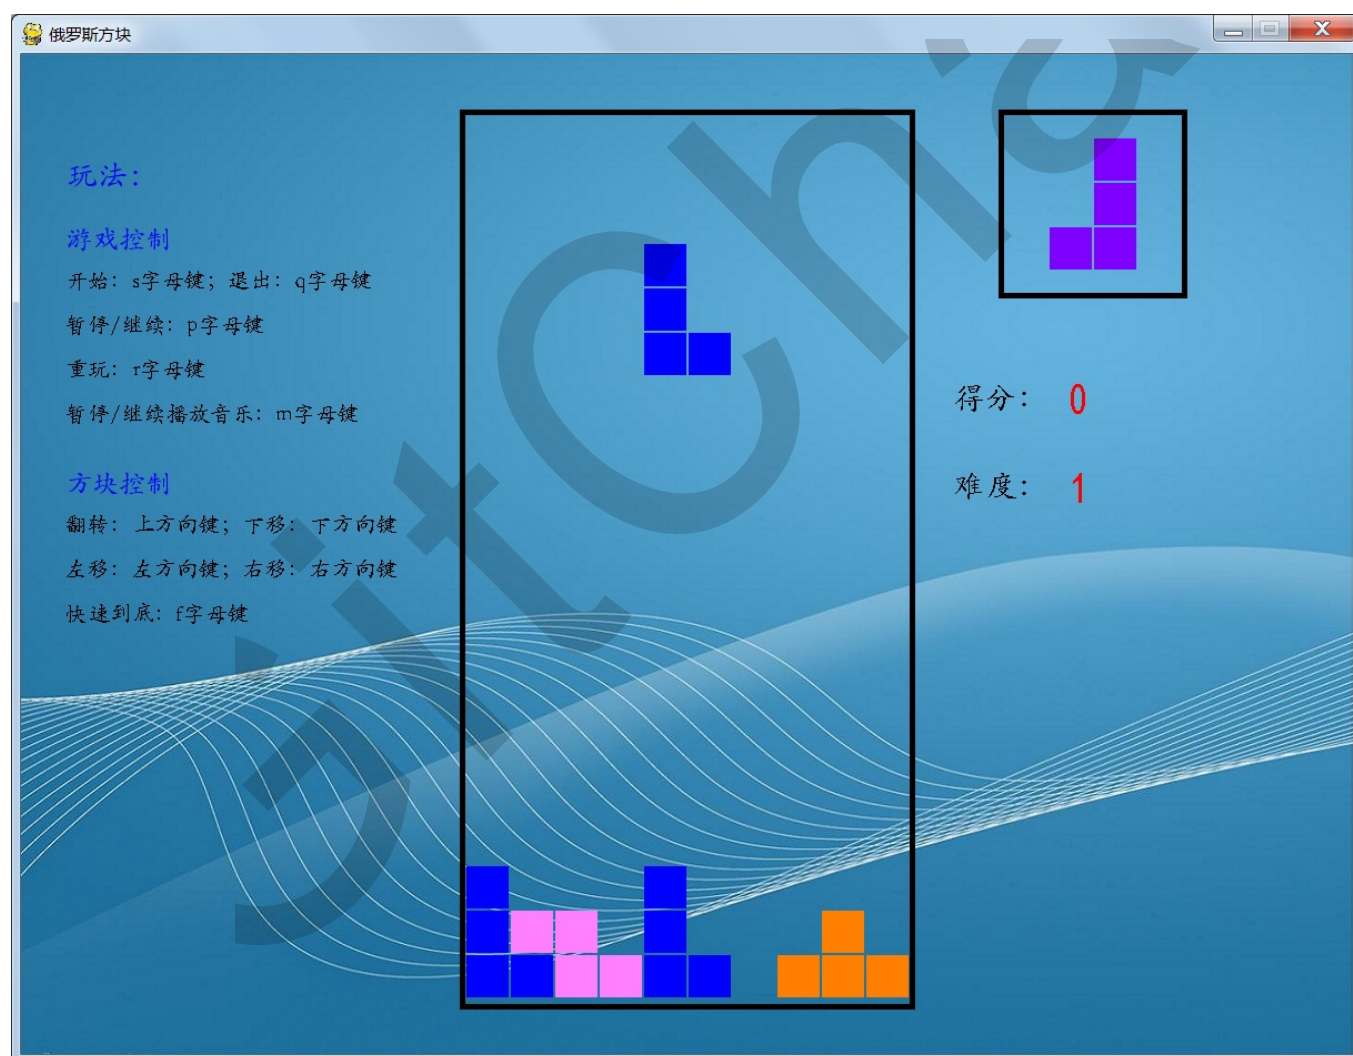 俄罗斯方块
玩法：
游戏控制
开始：s字母键；退出：q字母键
暂停/继续：p字母键
重玩：r字母键
暂停/继续播放音乐：m字母键
方块控制
翻转：上方向键；下移：下方向键
左移：左方向键；右移：右方向键
快速到底：f字母键
得分：0
难度：1